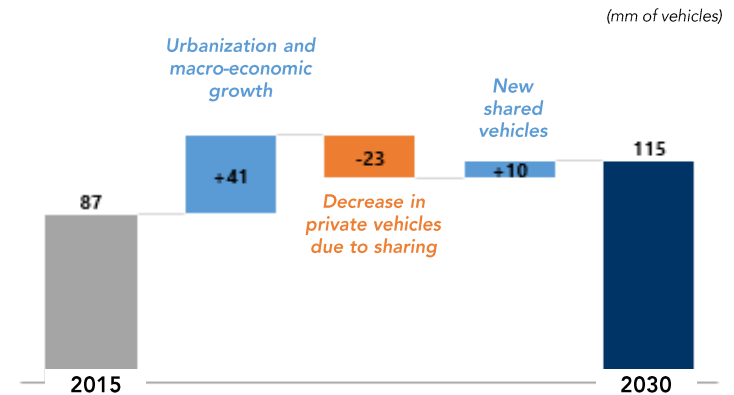 (mm of vehicles)
Urbanization and
macro-economic
growth
New
shared
vehicles
87
+41
-23
+10
115
Decrease in
private vehicles
due to sharing
2015
2030